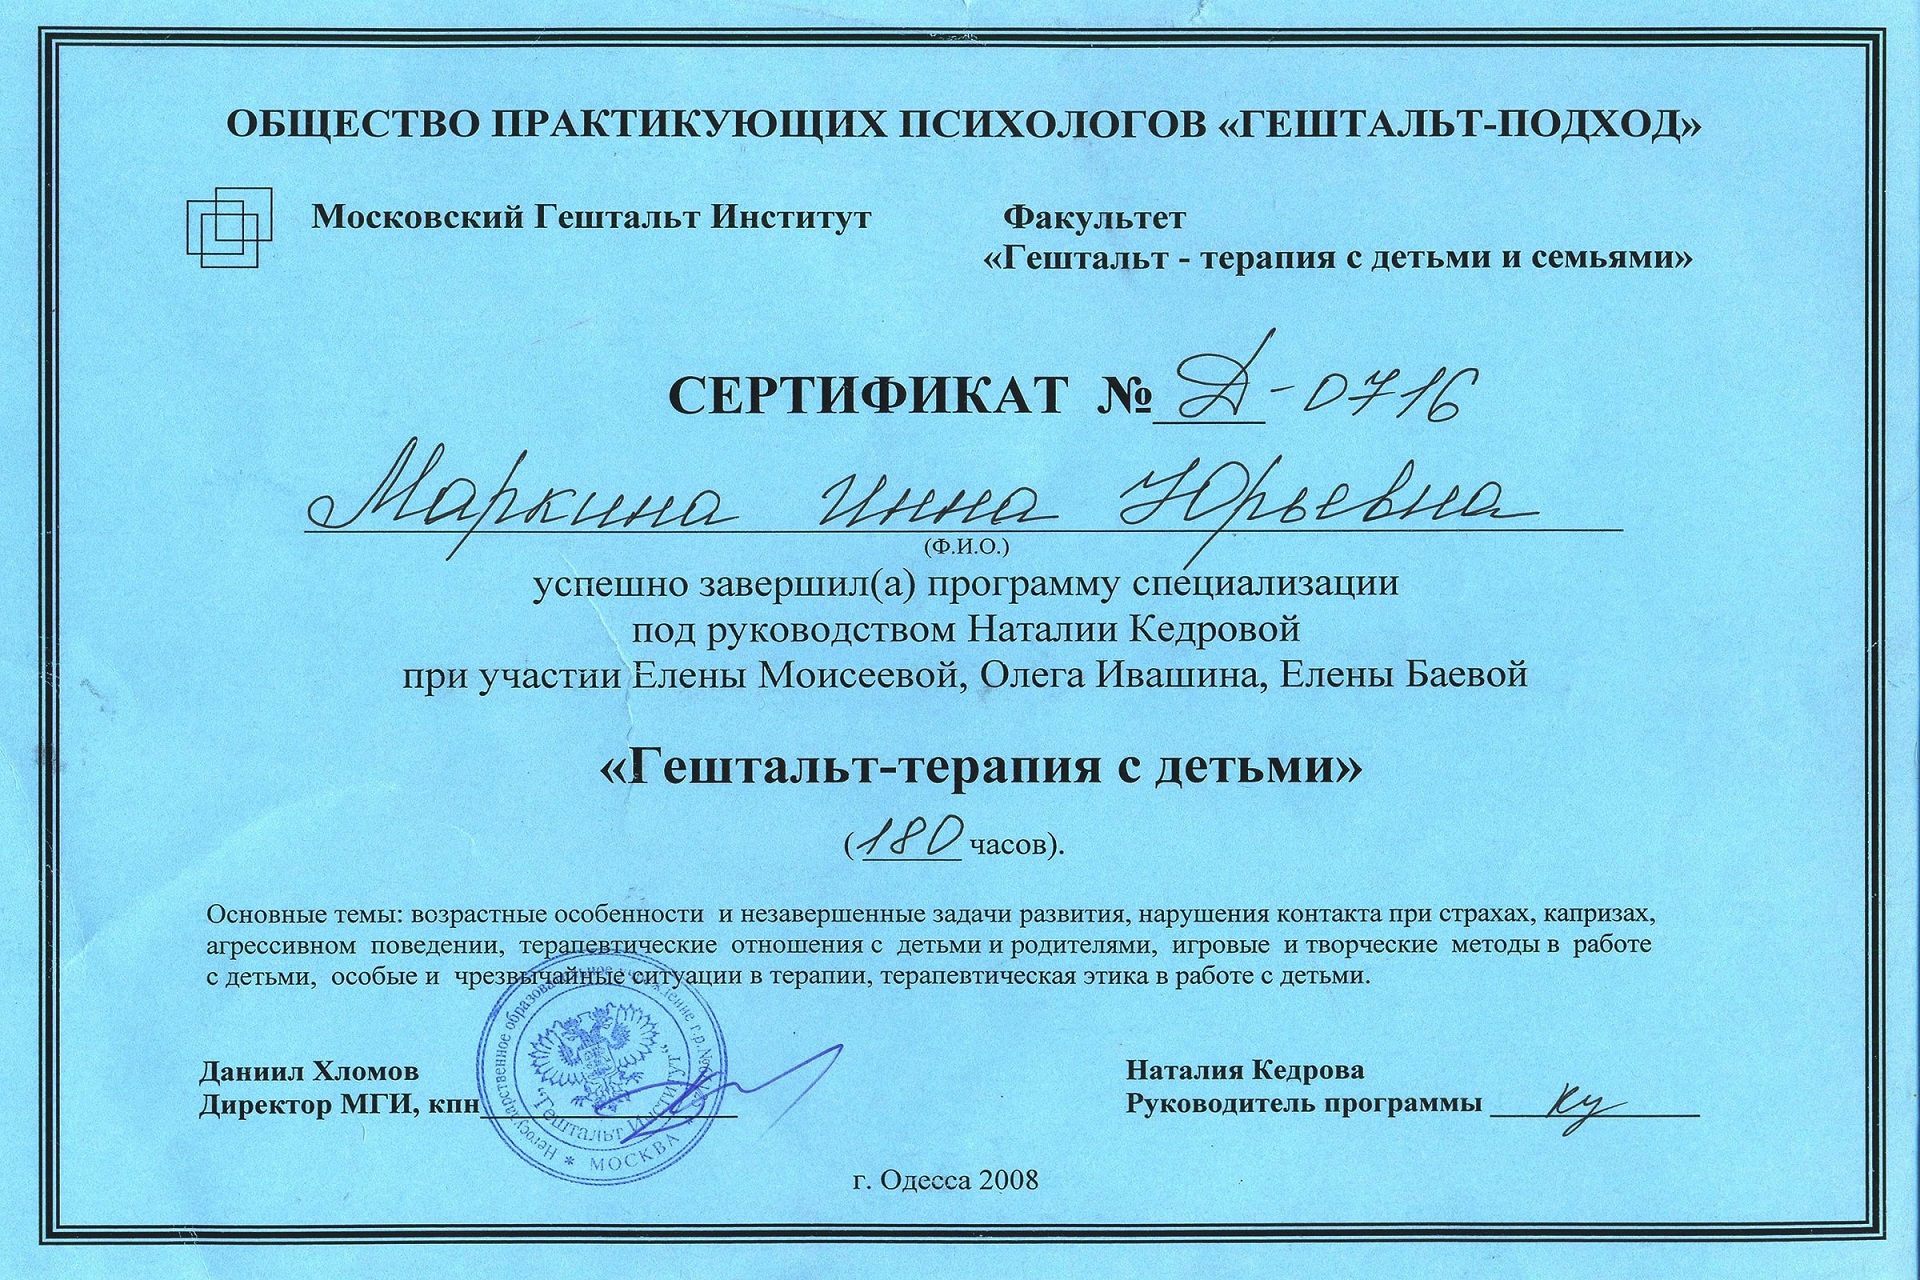 ОБЩЕСТВО ПРАКТИКУЮЩИХ ПСИХОЛОГОВ «ГЕШТАЛЬТ-ПОДХОД»
Московский Гештальт Институт
Факультет
«Гештальт - терапия с детьми и семьями»
СЕРТИФИКАТ № Д-0716
Маркина Инна Юрьевна
(Ф.И.О.)
успешно завершил(а) программу специализации
под руководством Наталии Кедровой
при участии Елены Моисеевой, Олега Ивашина, Елены Баевой
«Гештальт-терапия с детьми»
(180 часов).
Основные темы: возрастные особенности и незавершенные задачи развития, нарушения контакта при страхах, капризах,
агрессивном поведении, терапевтические отношения с детьми и родителями, игровые и творческие методы в работе
с детьми, особые и чрезвычайные ситуации в терапии, терапевтическая этика в работе с детьми.
Даниил Хломов
Директор МГИ, кпн
Негосударственное образовательное учреждение г.р.№
"Гештальт Институт"
* МОСКВА *
Наталия Кедрова
Руководитель программы
г. Одесса 2008